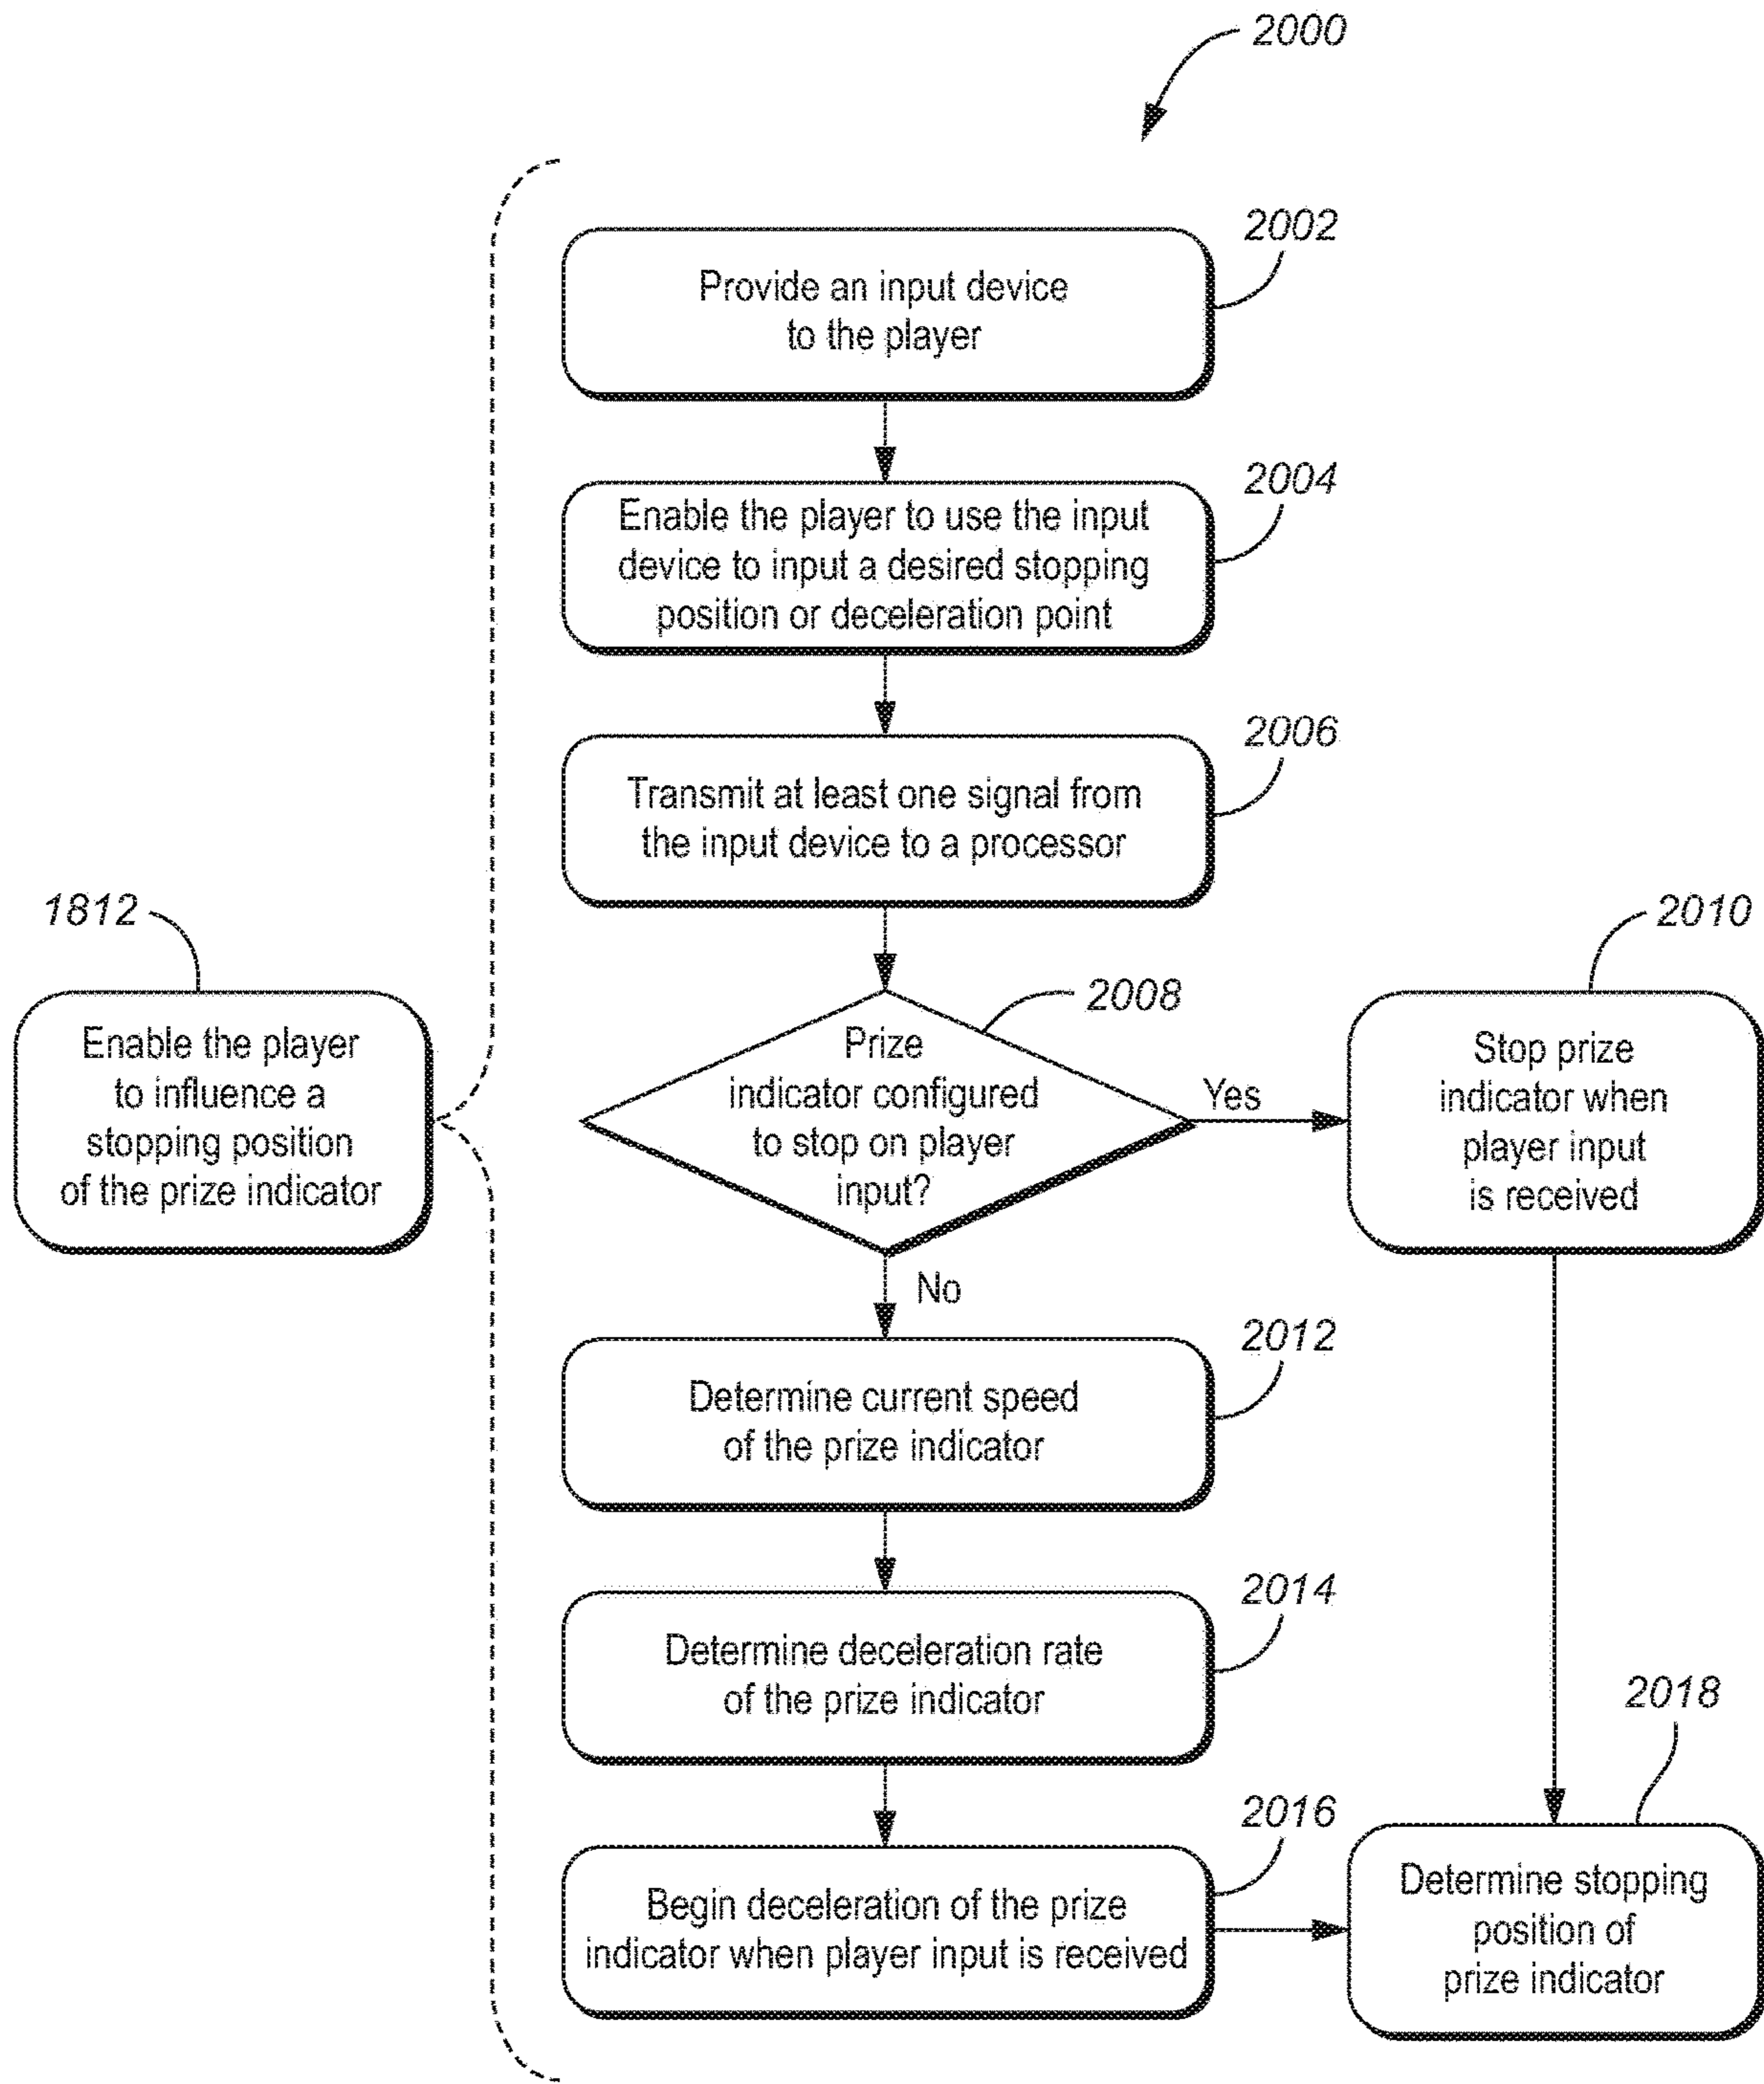 2000
2002
Provide an input device
to the player
2004
Enable the player to use the input
device to input a desired stopping
position or deceleration point
2006
Transmit at least one signal from
the input device to a processor
1812
Enable the player
to influence a
stopping position
of the prize indicator
2008
Prize
indicator configured
to stop on player
input?
Yes
2010
Stop prize
indicator when
player input
is received
No
2012
Determine current speed
of the prize indicator
2014
Determine deceleration rate
of the prize indicator
2016
Begin deceleration of the prize
indicator when player input is received
2018
Determine stopping
position of
prize indicator